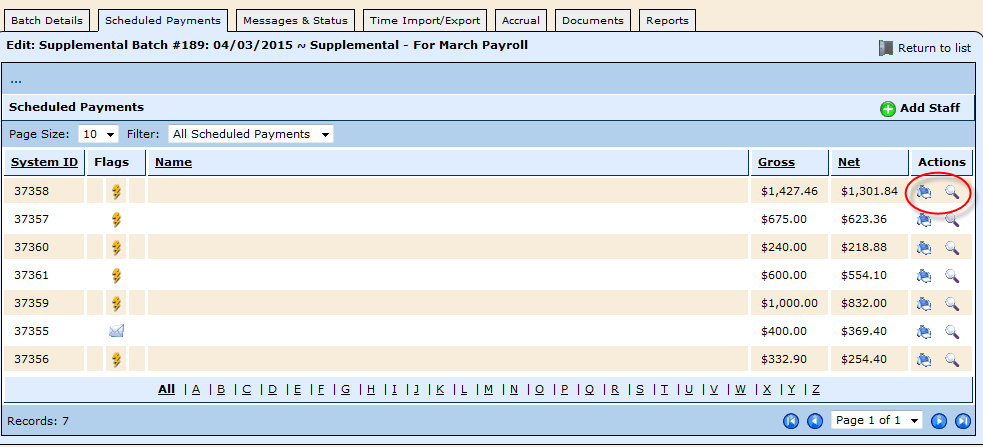 Batch Details Scheduled Payments Messages & Status Time Import/Export Accrual Documents Reports
Edit: Supplemental Batch #189: 04/03/2015 ~ Supplemental - For March Payroll Return to list
...
Scheduled Payments Add Staff
Page Size: 10 Filter: All Scheduled Payments
System ID Flags Name Gross Net Actions
37358 $1,427.46 $1,301.84
37357 $675.00 $623.36
37360 $240.00 $218.88
37361 $600.00 $554.10
37359 $1,000.00 $832.00
37355 $400.00 $369.40
37356 $332.90 $254.40
All | A | B | C | D | E | F | G | H | I | J | K | L | M | N | O | P | Q | R | S | T | U | V | W | X | Y | Z
Records: 7 Page 1 of 1